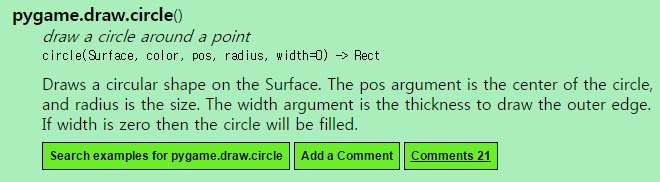 pygame.draw.circle()
draw a circle around a point
circle(Surface, color, pos, radius, width=0) -> Rect
Draws a circular shape on the Surface. The pos argument is the center of the circle,
and radius is the size. The width argument is the thickness to draw the outer edge.
If width is zero then the circle will be filled.
Search examples for pygame.draw.circle Add a Comment Comments 21